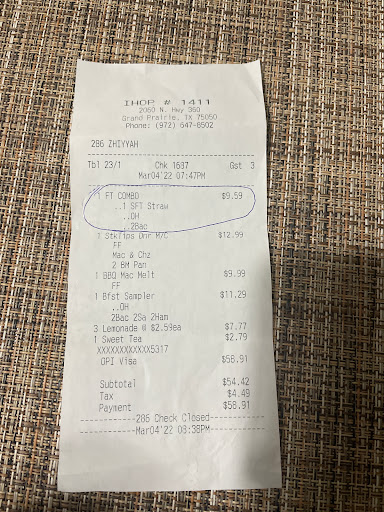 IHOP # 1411
2060 N. Hwy 360
Grand Prairie, TX 75050
Phone: (972) 647-6502
286 ZHIYYAH
Tbl 23/1 Chk 1687 Gst 3
Mar04'22 07:47PM
1 FT COMBO $9.59
..1 SFT Straw
..OH
..2Bac
1 StkTips Dnr M/C $12.99
FF
Mac & Chz
2 BM Pan
1 BBQ Mac Melt $9.99
FF
1 Bfst Sampler $11.29
..OH
2Bac 2Sa 2Ham
3 Lemonade @ $2.59ea $7.77
1 Sweet Tea $2.79
XXXXXXXXXXXX5317
OPI Visa $58.91
Subtotal $54.42
Tax $4.49
Payment $58.91
------------286 Check Closed------------
------------Mar04'22 08:38PM------------